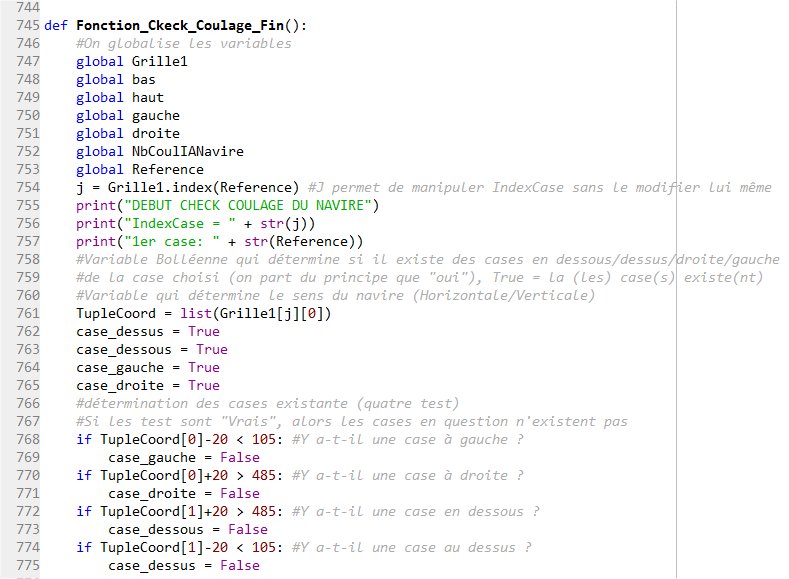 744
745 def Fonction_Ckeck_Coulage_Fin():
746 #On globalise les variables
747 global Grille1
748 global bas
749 global haut
750 global gauche
751 global droite
752 global NbCoulIANavire
753 global Reference
754 j = Grille1.index(Reference) #J permet de manipuler IndexCase sans le modifier lui même
755 print("DEBUT CHECK COULAGE DU NAVIRE")
756 print("IndexCase = " + str(j))
757 print("1er case: " + str(Reference))
758 #Variable Bolléenne qui détermine si il existe des cases en dessous/dessus/droite/gauche
759 #de la case choisi (on part du principe que "oui"), True = la (les) case(s) existe(nt)
760 #Variable qui détermine le sens du navire (Horizontale/Verticale)
761 TupleCoord = list(Grille1[j][0])
762 case_dessus = True
763 case_dessous = True
764 case_gauche = True
765 case_droite = True
766 #détermination des cases existante (quatre test)
767 #Si les test sont "Vrais", alors les cases en question n'existent pas
768 if TupleCoord[0]-20 < 105: #Y a-t-il une case à gauche ?
769 case_gauche = False
770 if TupleCoord[0]+20 > 485: #Y a-t-il une case à droite ?
771 case_droite = False
772 if TupleCoord[1]+20 > 485: #Y a-t-il une case en dessous ?
773 case_dessous = False
774 if TupleCoord[1]-20 < 105: #Y a-t-il une case au dessus ?
775 case_dessus = False